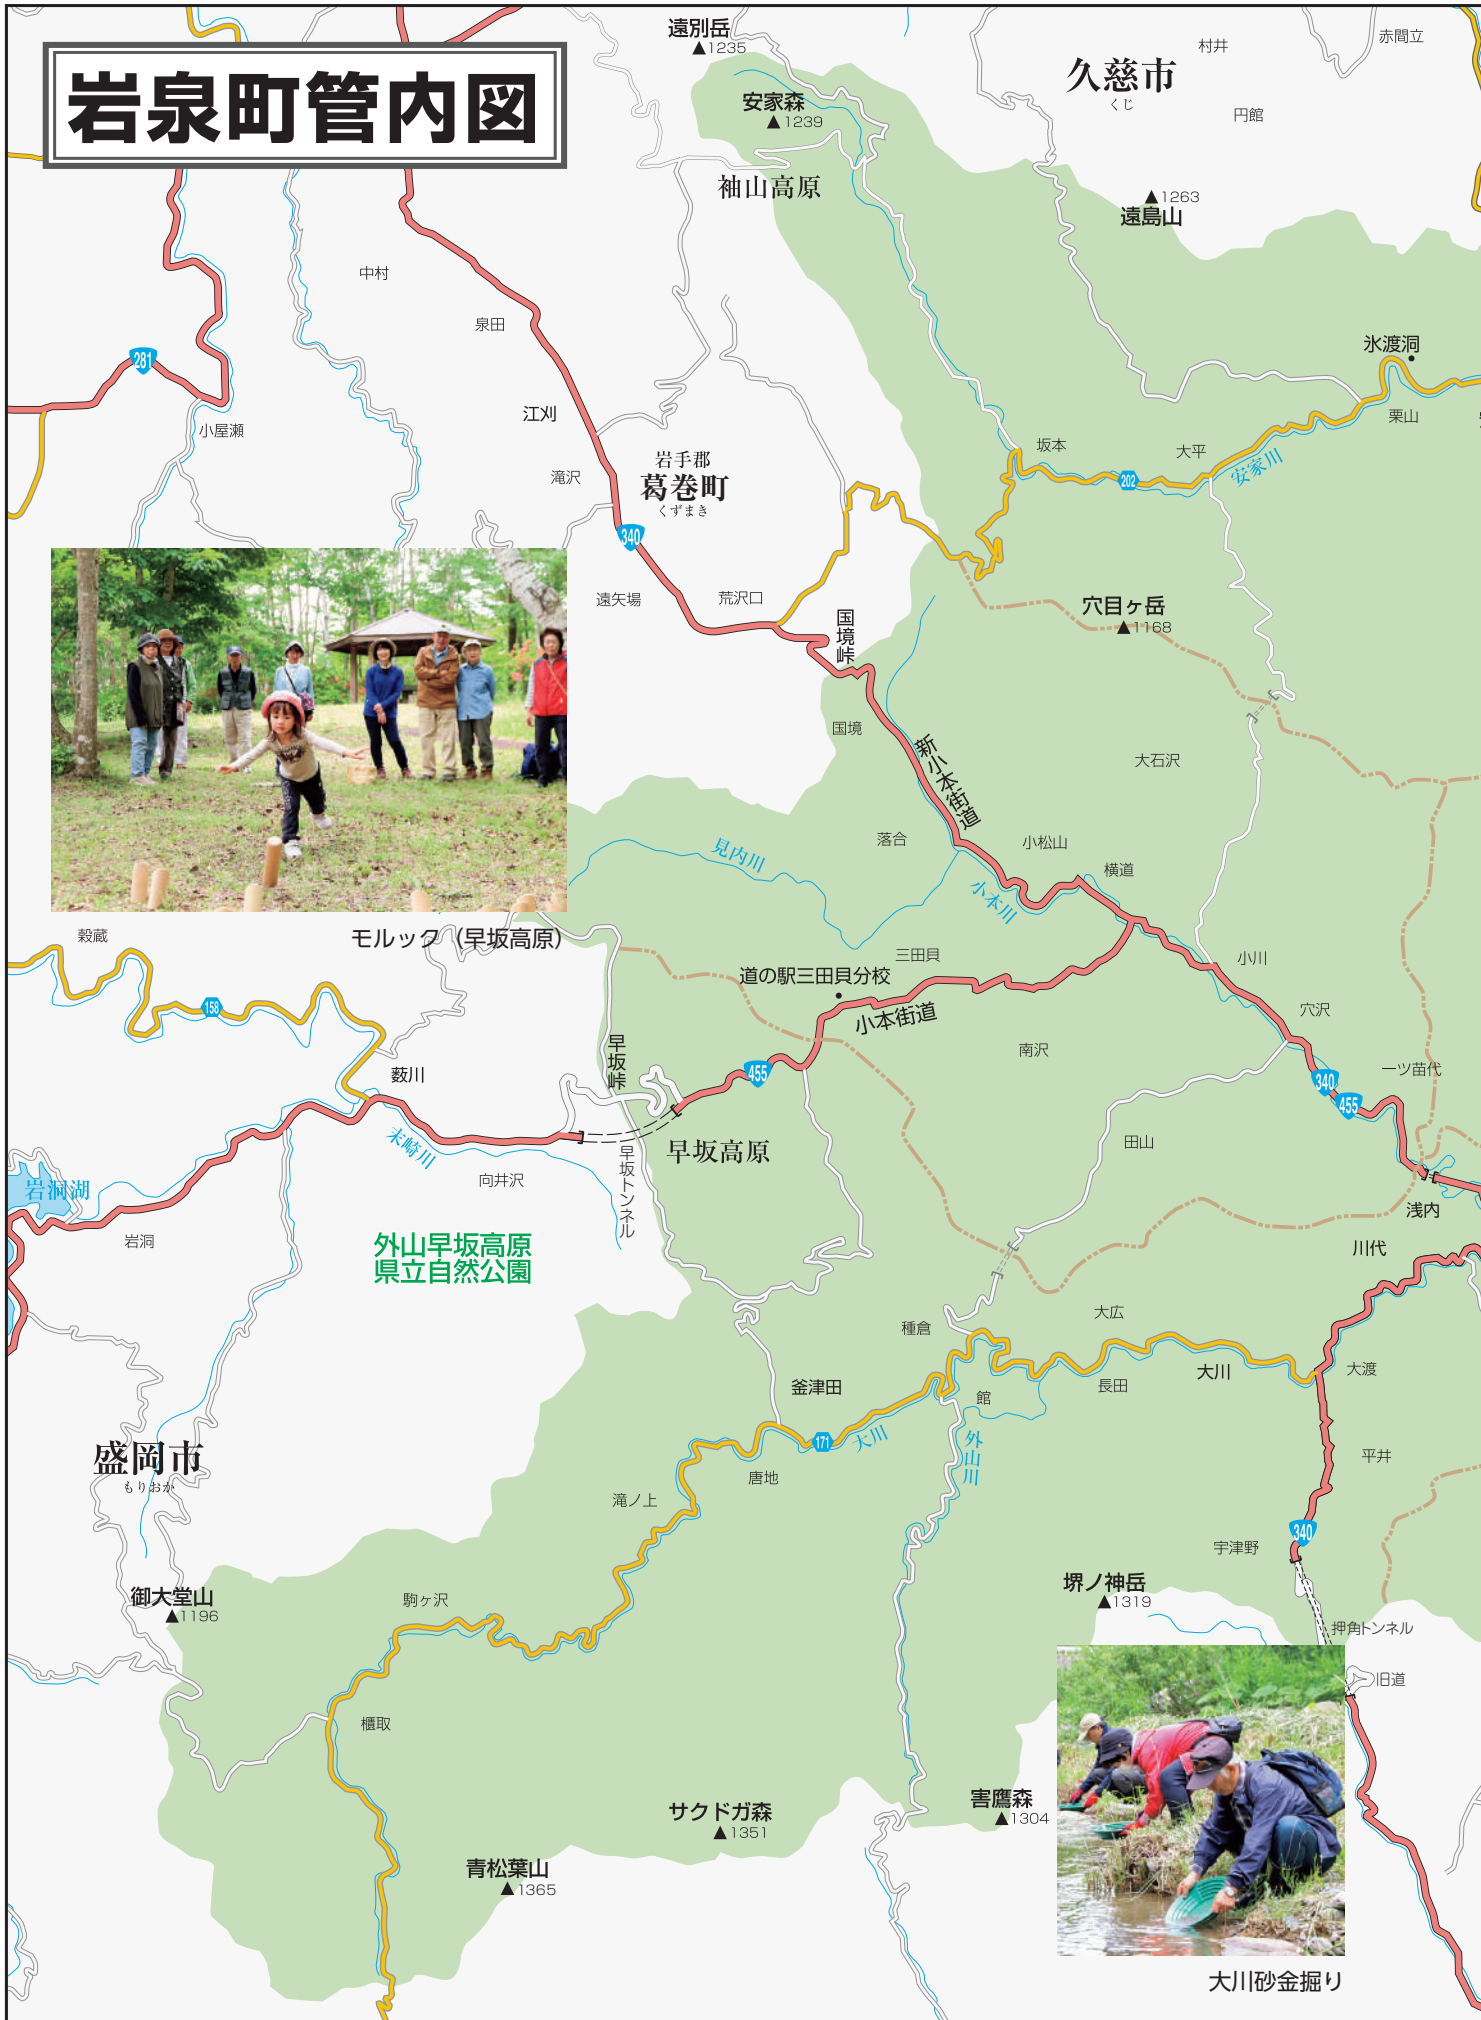 岩泉町管内図
遠別岳
▲1235
安家森
▲1239
袖山高原
久慈市
くじ
村井
円館
赤間立
▲1263
遠島山
中村
泉田
281
小屋瀬
江刈
滝沢
岩手郡
葛巻町
くずまき
340
遠矢場
荒沢口
国境峠
国境
氷渡洞
栗山
坂本
大平
202
安家川
穴目ヶ岳
▲1168
新小本街道
大石沢
落合
小松山
横道
見内川
小本川
モルック（早坂高原）
穀蔵
158
三田貝
道の駅三田貝分校
小本街道
小川
穴沢
南沢
一ツ苗代
340
455
早坂峠
455
薮川
末崎川
早坂高原
早坂トンネル
向井沢
田山
浅内
岩洞湖
岩洞
外山早坂高原
県立自然公園
川代
種倉
大広
大川
大渡
釜津田
館
長田
171
大川
外山川
唐地
平井
盛岡市
もりおか
滝ノ上
340
宇津野
御大堂山
▲1196
駒ヶ沢
堺ノ神岳
▲1319
押角トンネル
旧道
櫃取
サクドガ森
▲1351
害鷹森
▲1304
青松葉山
▲1365
大川砂金掘り